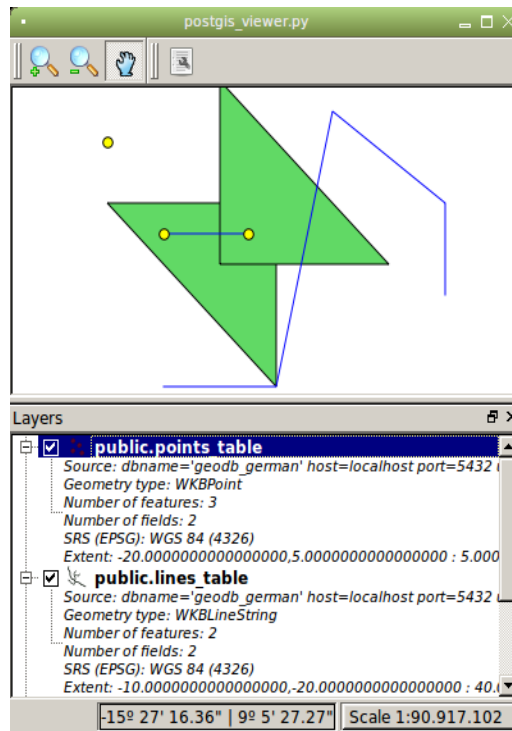 postgis_viewer.py
Layers
public.points_table
Source: dbname='geodb_german' host=localhost port=5432
Geometry type: WKBPoint
Number of features: 3
Number of fields: 2
SRS (EPSG): WGS 84 (4326)
Extent: -20.0000000000000000,5.0000000000000000 : 5.000
public.lines_table
Source: dbname='geodb_german' host=localhost port=5432
Geometry type: WKBLineString
Number of features: 2
Number of fields: 2
SRS (EPSG): WGS 84 (4326)
Extent: -10.0000000000000000,-20.0000000000000000 : 40.
-15º 27' 16.36" | 9º 5' 27.27" Scale 1:90.917.102